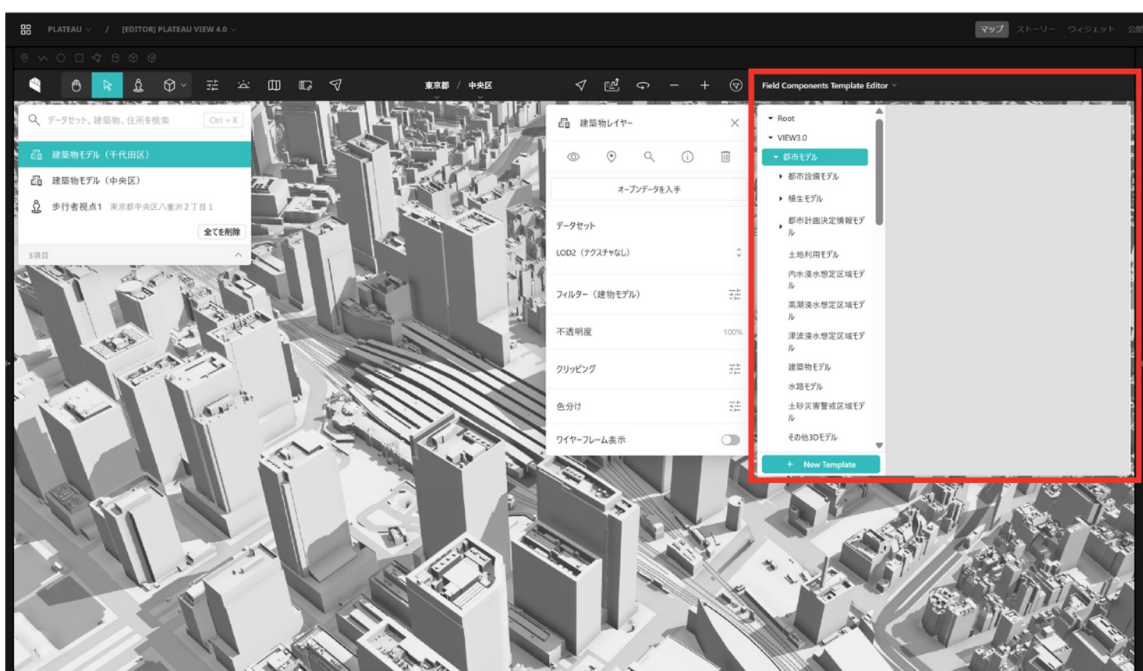 PLATEAU / [EDITOR] PLATEAU VIEW 4.0
マップ ストーリー ウィジェット 公開
東京都 / 中央区
Field Components Template Editor
データセット、建築物、住所を検索 Ctrl + K
建築物モデル（千代田区）
建築物モデル（中央区）
歩行者視点1 東京都中央区八重洲２丁目１
全てを削除
3項目
建築物レイヤー
オープンデータを入手
データセット
LOD2（テクスチャなし）
フィルター（建物モデル）
不透明度 100%
クリッピング
色分け
ワイヤーフレーム表示
Root
VIEW3.0
都市モデル
都市設備モデル
植生モデル
都市計画決定情報モデ
ル
土地利用モデル
内水浸水想定区域モデ
ル
高潮浸水想定区域モデ
ル
津波浸水想定区域モデ
ル
建築物モデル
水路モデル
土砂災害警戒区域モデ
ル
その他3Dモデル
+ New Template